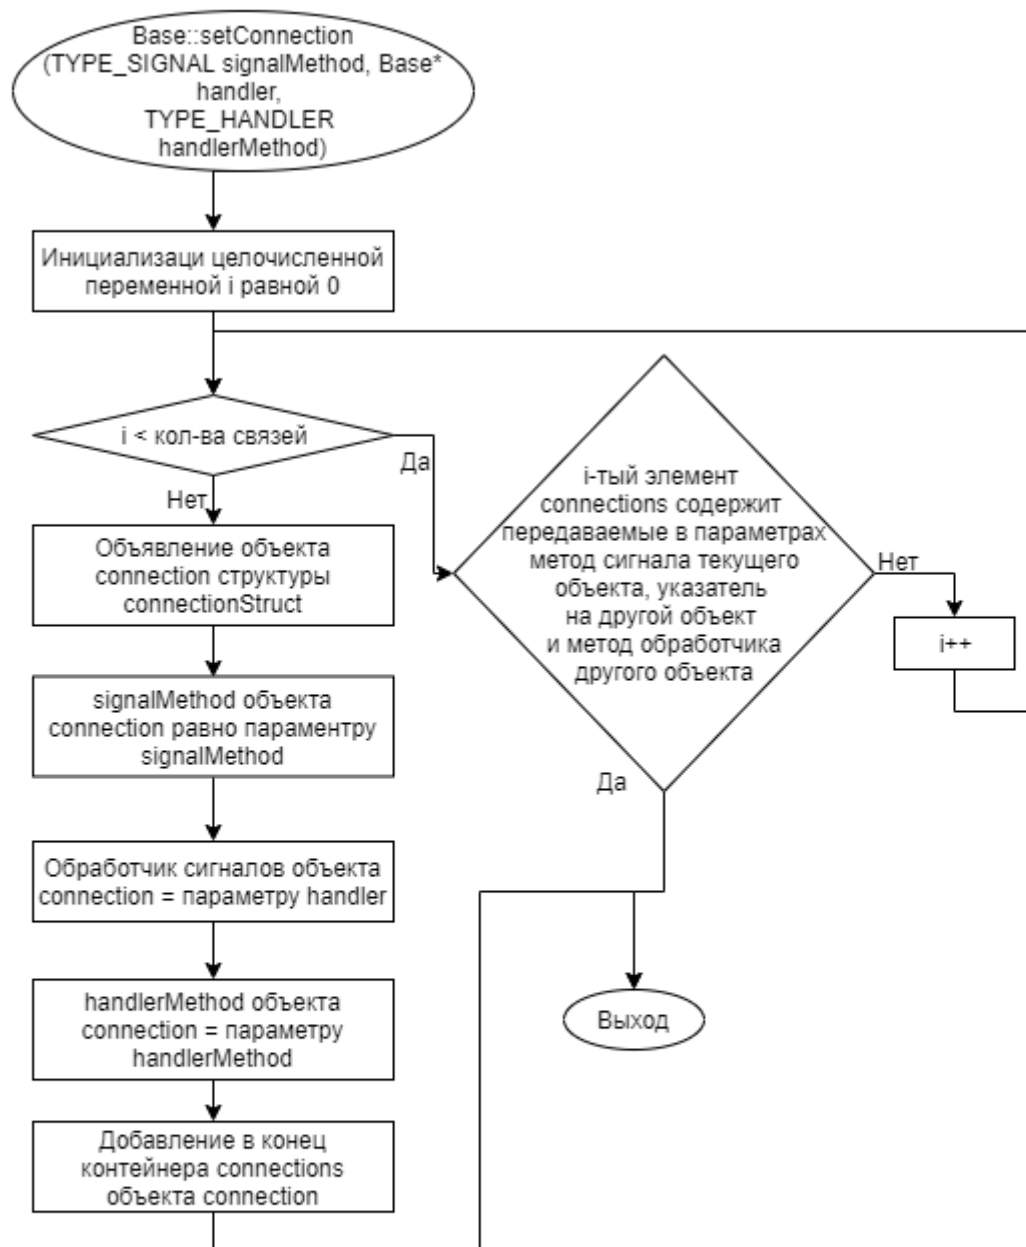 Base::setConnection
(TYPE_SIGNAL signalMethod, Base*
handler,
TYPE_HANDLER
handlerMethod)
Инициализаци целочисленной
переменной i равной 0
i < кол-ва связей
Да
Нет
i-тый элемент
connections содержит
передаваемые в параметрах
метод сигнала текущего
объекта, указатель
на другой объект
и метод обработчика
другого объекта
Нет
i++
Да
Объявление объекта
connection структуры
connectionStruct
signalMethod объекта
connection равно параментру
signalMethod
Обработчик сигналов объекта
connection = параметру handler
handlerMethod объекта
connection = параметру
handlerMethod
Выход
Добавление в конец
контейнера connections
объекта connection